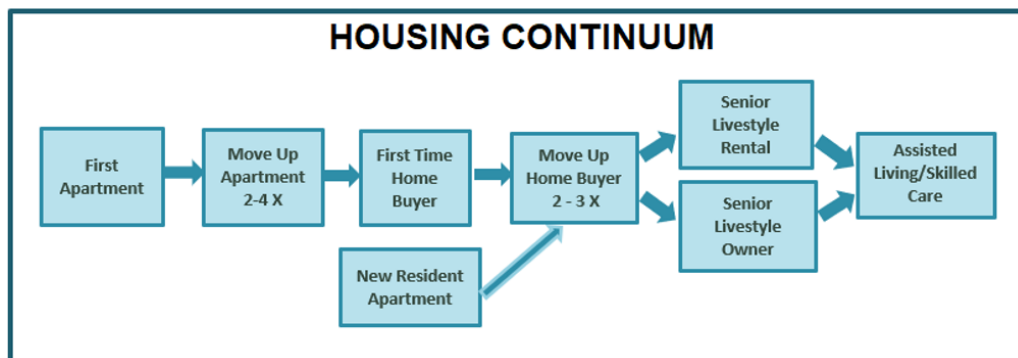 HOUSING CONTINUUM
First
Apartment
Move Up
Apartment
2-4 X
First Time
Home
Buyer
Move Up
Home Buyer
2 - 3 X
New Resident
Apartment
Senior
Livestyle
Rental
Senior
Livestyle
Owner
Assisted
Living/Skilled
Care